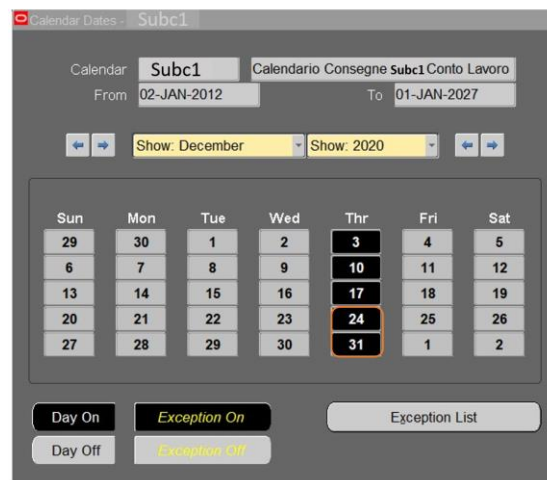 Calendar Dates - Subc1
Calendar Subc1 Calendario Consegne Subc1 Conto Lavoro
From 02-JAN-2012 To 01-JAN-2027
Show: December Show: 2020
Sun Mon Tue Wed Thr Fri Sat
29 30 1 2 3 4 5
6 7 8 9 10 11 12
13 14 15 16 17 18 19
20 21 22 23 24 25 26
27 28 29 30 31 1 2
Day On Exception On Exception List
Day Off Exception Off